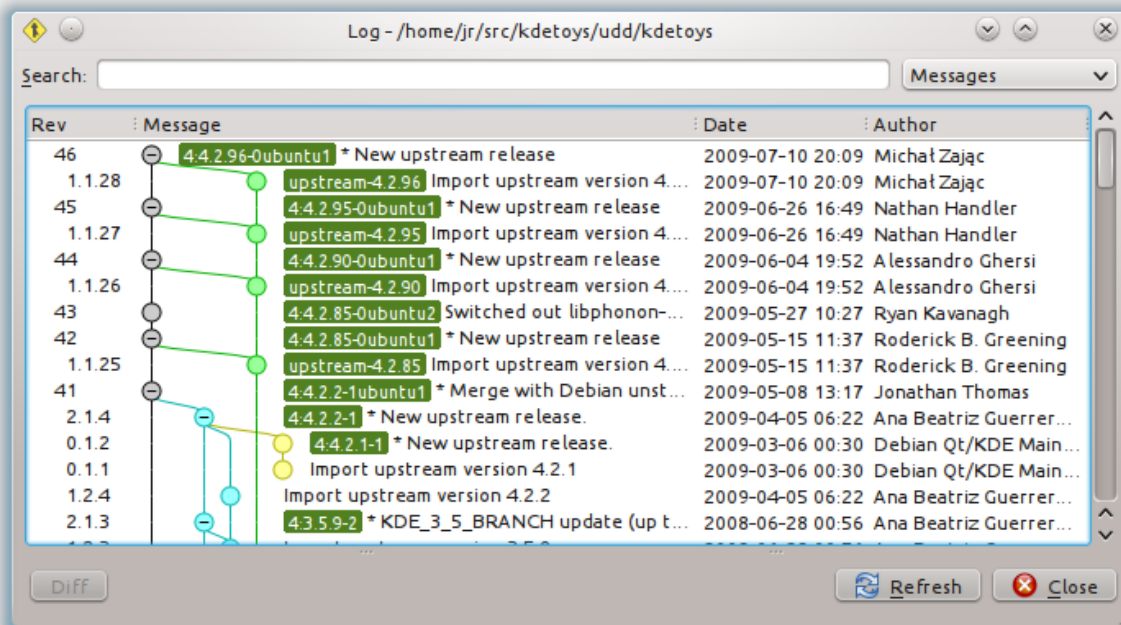 Log - /home/jr/src/kdetoys/udd/kdetoys
Search: Messages
Rev Message Date Author
46 4:4.2.96-0ubuntu1 * New upstream release 2009-07-10 20:09 Michał Zając
1.1.28 upstream-4.2.96 Import upstream version 4.... 2009-07-10 20:09 Michał Zając
45 4:4.2.95-0ubuntu1 * New upstream release 2009-06-26 16:49 Nathan Handler
1.1.27 upstream-4.2.95 Import upstream version 4.... 2009-06-26 16:49 Nathan Handler
44 4:4.2.90-0ubuntu1 * New upstream release 2009-06-04 19:52 Alessandro Ghersi
1.1.26 upstream-4.2.90 Import upstream version 4.... 2009-06-04 19:52 Alessandro Ghersi
43 4:4.2.85-0ubuntu2 Switched out libphonon-... 2009-05-27 10:27 Ryan Kavanagh
42 4:4.2.85-0ubuntu1 * New upstream release 2009-05-15 11:37 Roderick B. Greening
1.1.25 upstream-4.2.85 Import upstream version 4.... 2009-05-15 11:37 Roderick B. Greening
41 4:4.2.2-1ubuntu1 * Merge with Debian unst... 2009-05-08 13:17 Jonathan Thomas
2.1.4 4:4.2.2-1 * New upstream release. 2009-04-05 06:22 Ana Beatriz Guerrer...
0.1.2 4:4.2.1-1 * New upstream release. 2009-03-06 00:30 Debian Qt/KDE Main...
0.1.1 Import upstream version 4.2.1 2009-03-06 00:30 Debian Qt/KDE Main...
1.2.4 Import upstream version 4.2.2 2009-04-05 06:22 Ana Beatriz Guerrer...
2.1.3 4:3.5.9-2 * KDE_3_5_BRANCH update (up t... 2008-06-28 00:56 Ana Beatriz Guerrer...
Diff Refresh Close